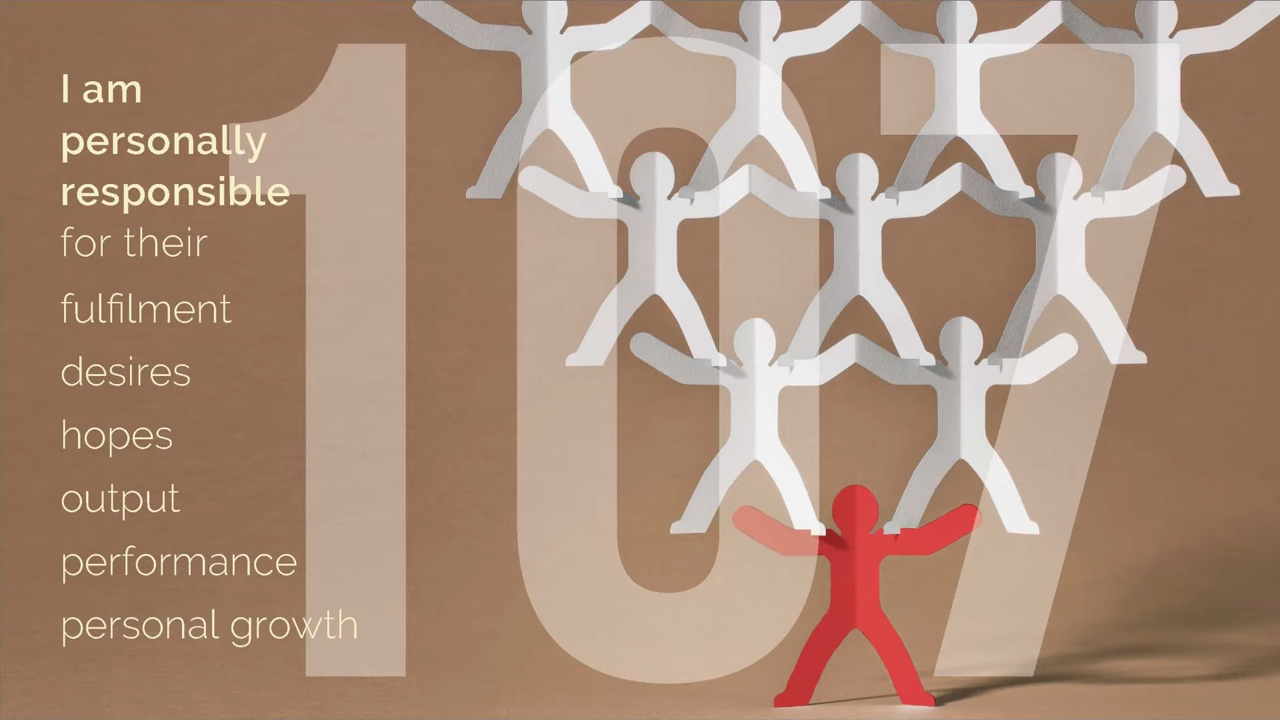 I am
personally
responsible
for their
fulfilment
desires
hopes
output
performance
personal growth
107